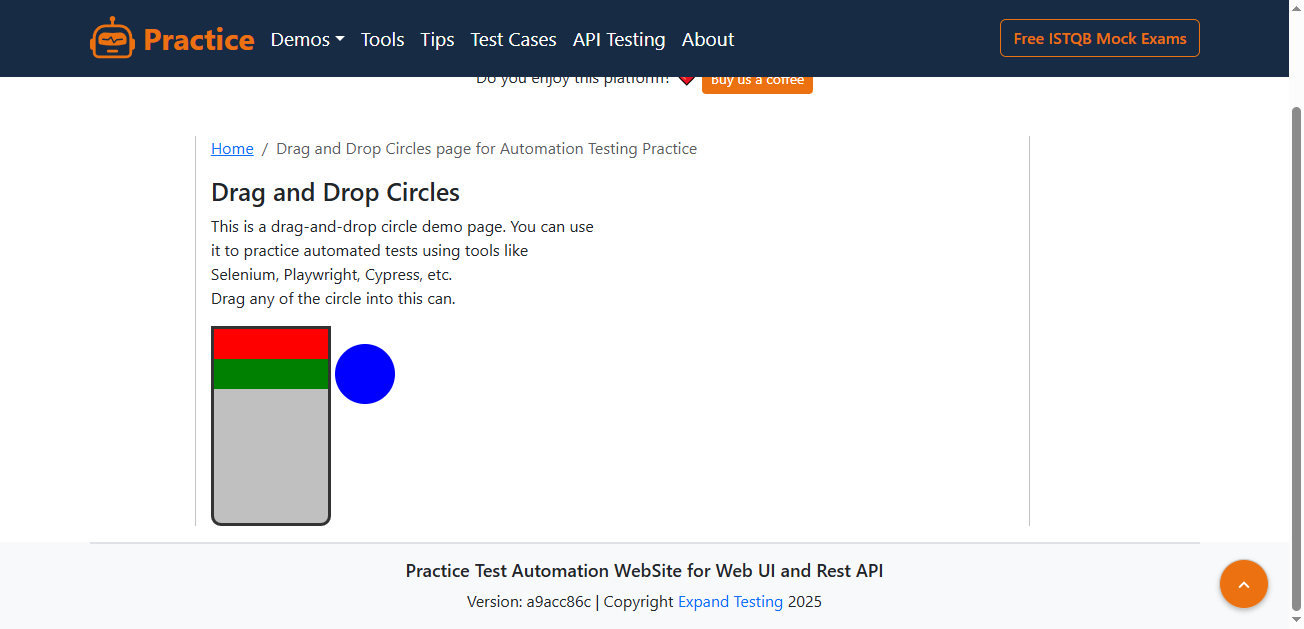 Practice Demos Tools Tips Test Cases API Testing About Free ISTQB Mock Exams
Do you enjoy this platform? Buy us a coffee
Home / Drag and Drop Circles page for Automation Testing Practice
Drag and Drop Circles
This is a drag-and-drop circle demo page. You can use
it to practice automated tests using tools like
Selenium, Playwright, Cypress, etc.
Drag any of the circle into this can.
Practice Test Automation WebSite for Web UI and Rest API
Version: a9acc86c | Copyright Expand Testing 2025